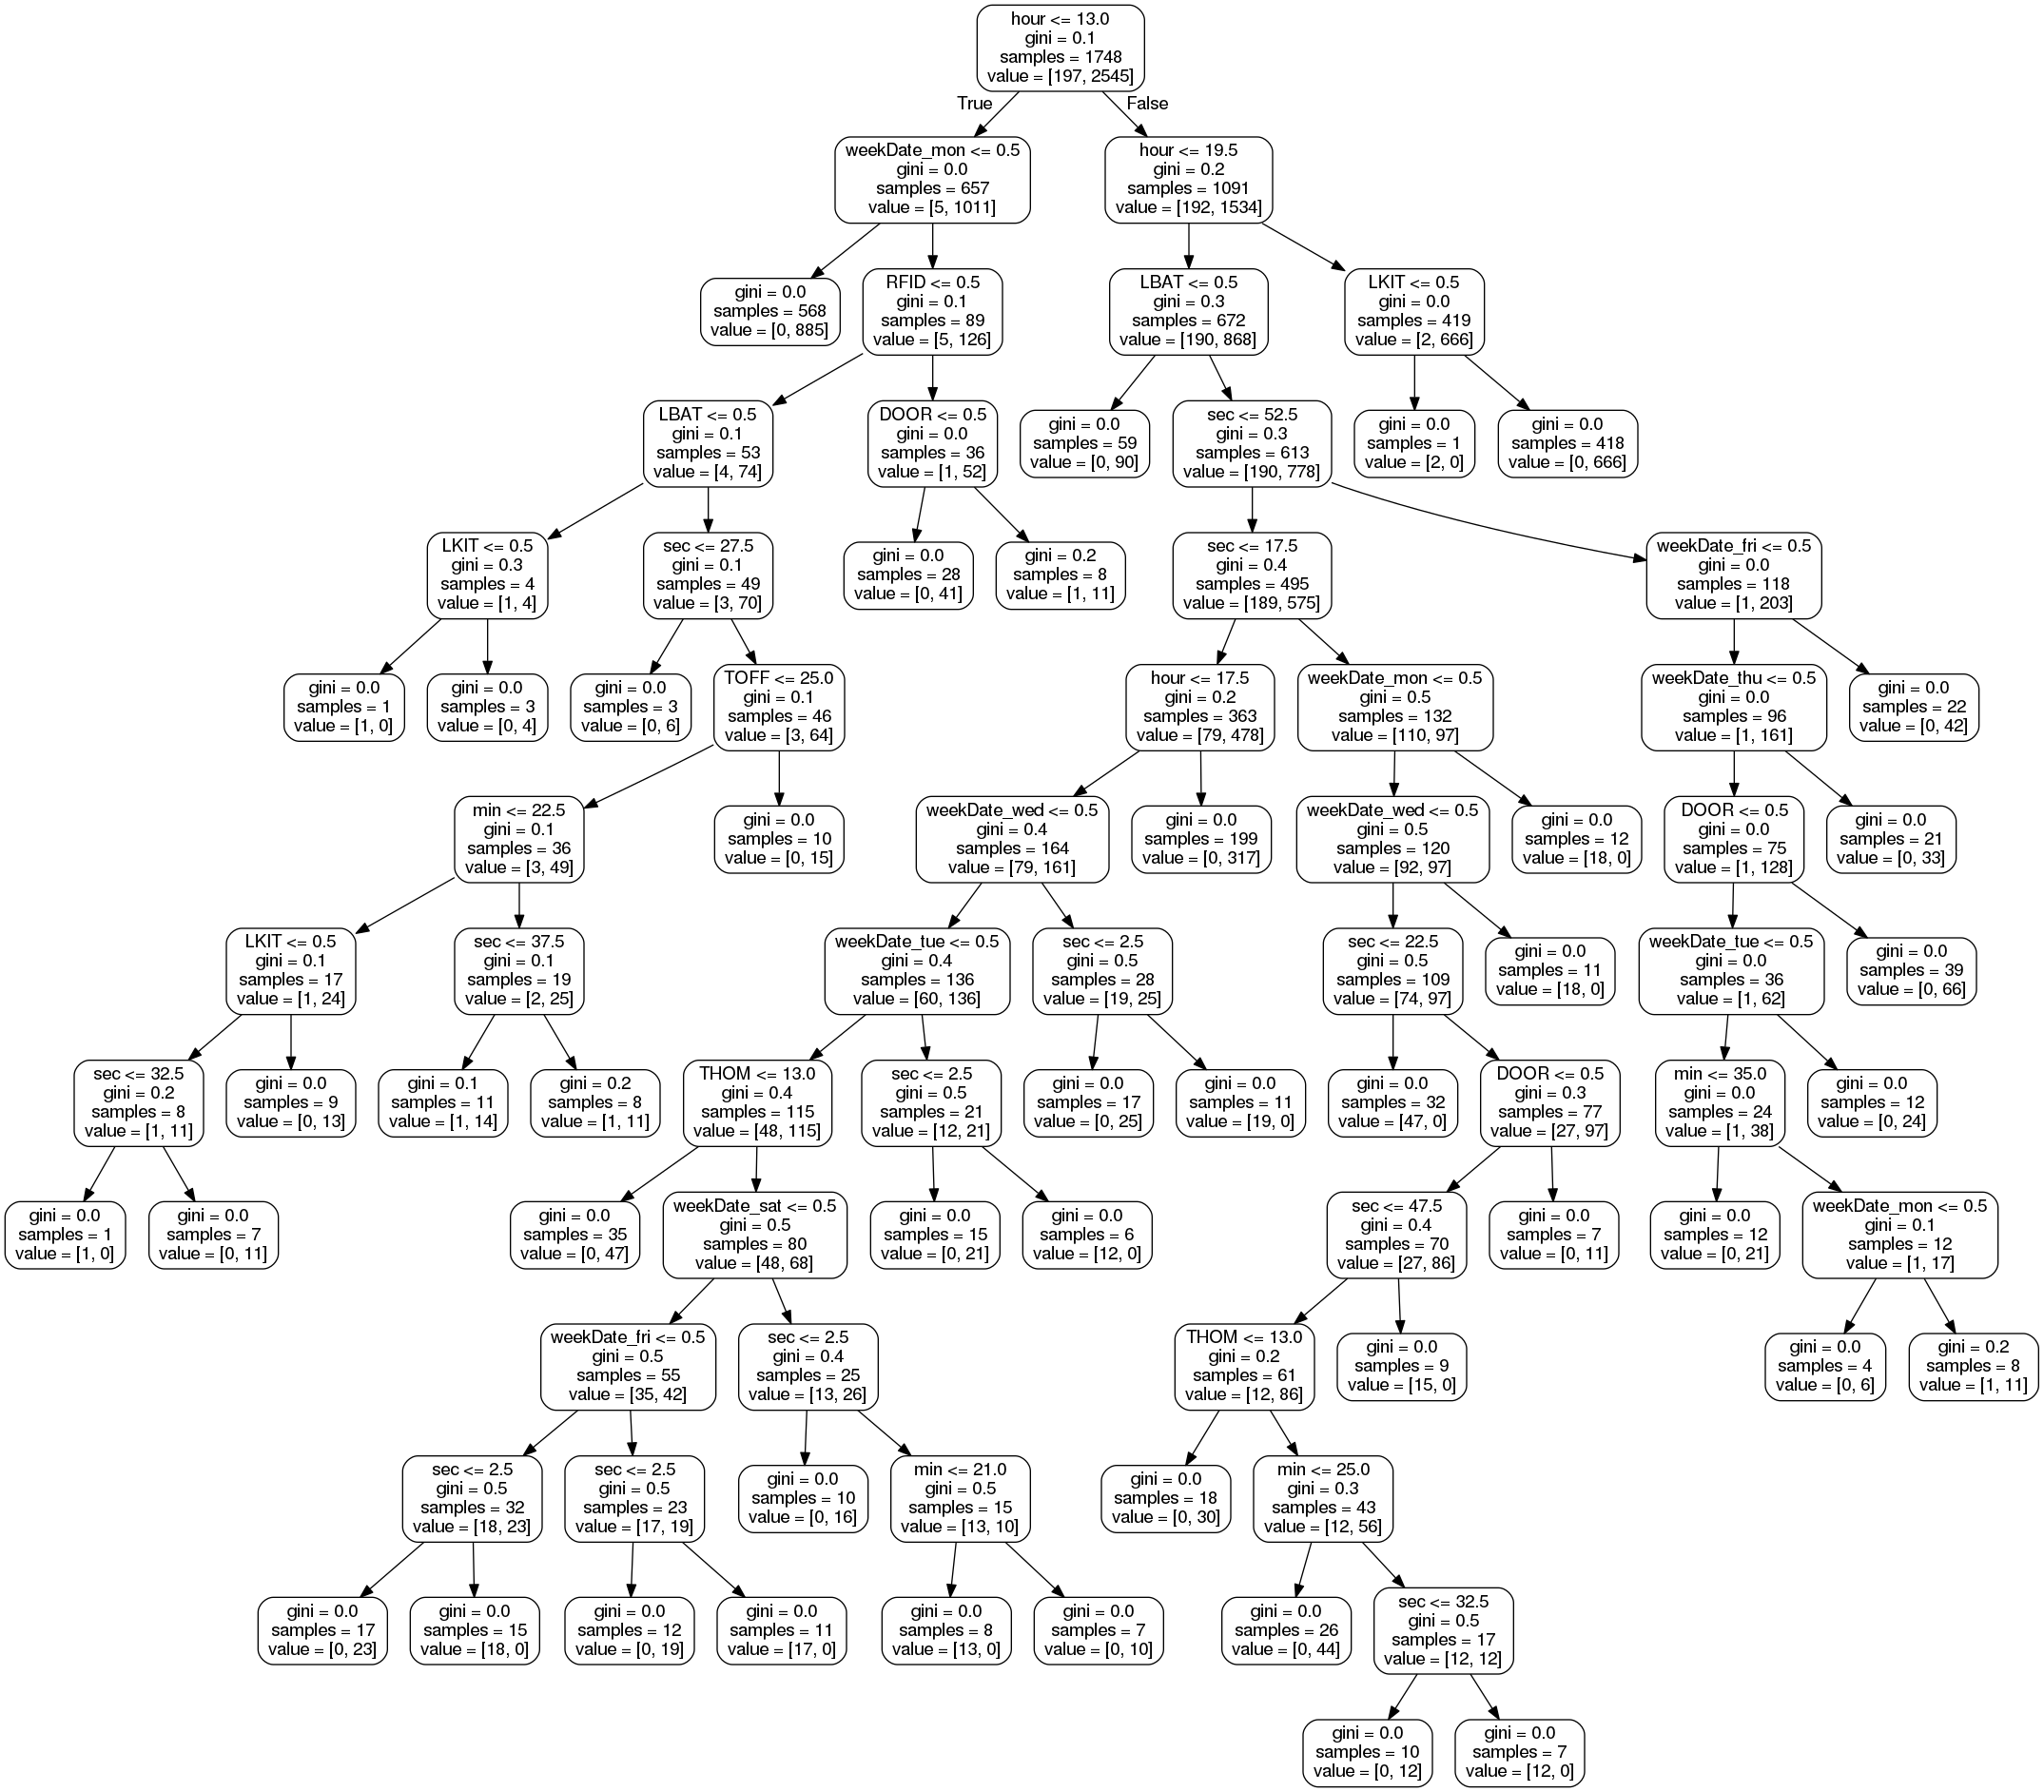 hour <= 13.0
gini = 0.1
samples = 1748
value = [197, 2545]
True
False
weekDate_mon <= 0.5
gini = 0.0
samples = 657
value = [5, 1011]
hour <= 19.5
gini = 0.2
samples = 1091
value = [192, 1534]
gini = 0.0
samples = 568
value = [0, 885]
RFID <= 0.5
gini = 0.1
samples = 89
value = [5, 126]
LBAT <= 0.5
gini = 0.3
samples = 672
value = [190, 868]
LKIT <= 0.5
gini = 0.0
samples = 419
value = [2, 666]
LBAT <= 0.5
gini = 0.1
samples = 53
value = [4, 74]
DOOR <= 0.5
gini = 0.0
samples = 36
value = [1, 52]
gini = 0.0
samples = 59
value = [0, 90]
sec <= 52.5
gini = 0.3
samples = 613
value = [190, 778]
gini = 0.0
samples = 1
value = [2, 0]
gini = 0.0
samples = 418
value = [0, 666]
LKIT <= 0.5
gini = 0.3
samples = 4
value = [1, 4]
sec <= 27.5
gini = 0.1
samples = 49
value = [3, 70]
gini = 0.0
samples = 28
value = [0, 41]
gini = 0.2
samples = 8
value = [1, 11]
sec <= 17.5
gini = 0.4
samples = 495
value = [189, 575]
weekDate_fri <= 0.5
gini = 0.0
samples = 118
value = [1, 203]
gini = 0.0
samples = 1
value = [1, 0]
gini = 0.0
samples = 3
value = [0, 4]
gini = 0.0
samples = 3
value = [0, 6]
TOFF <= 25.0
gini = 0.1
samples = 46
value = [3, 64]
hour <= 17.5
gini = 0.2
samples = 363
value = [79, 478]
weekDate_mon <= 0.5
gini = 0.5
samples = 132
value = [110, 97]
weekDate_thu <= 0.5
gini = 0.0
samples = 96
value = [1, 161]
gini = 0.0
samples = 22
value = [0, 42]
min <= 22.5
gini = 0.1
samples = 36
value = [3, 49]
gini = 0.0
samples = 10
value = [0, 15]
weekDate_wed <= 0.5
gini = 0.4
samples = 164
value = [79, 161]
gini = 0.0
samples = 199
value = [0, 317]
weekDate_wed <= 0.5
gini = 0.5
samples = 120
value = [92, 97]
gini = 0.0
samples = 12
value = [18, 0]
DOOR <= 0.5
gini = 0.0
samples = 75
value = [1, 128]
gini = 0.0
samples = 21
value = [0, 33]
LKIT <= 0.5
gini = 0.1
samples = 17
value = [1, 24]
sec <= 37.5
gini = 0.1
samples = 19
value = [2, 25]
weekDate_tue <= 0.5
gini = 0.4
samples = 136
value = [60, 136]
sec <= 2.5
gini = 0.5
samples = 28
value = [19, 25]
sec <= 22.5
gini = 0.5
samples = 109
value = [74, 97]
gini = 0.0
samples = 11
value = [18, 0]
weekDate_tue <= 0.5
gini = 0.0
samples = 36
value = [1, 62]
gini = 0.0
samples = 39
value = [0, 66]
sec <= 32.5
gini = 0.2
samples = 8
value = [1, 11]
gini = 0.0
samples = 9
value = [0, 13]
gini = 0.1
samples = 11
value = [1, 14]
gini = 0.2
samples = 8
value = [1, 11]
THOM <= 13.0
gini = 0.4
samples = 115
value = [48, 115]
sec <= 2.5
gini = 0.5
samples = 21
value = [12, 21]
gini = 0.0
samples = 17
value = [0, 25]
gini = 0.0
samples = 11
value = [19, 0]
gini = 0.0
samples = 32
value = [47, 0]
DOOR <= 0.5
gini = 0.3
samples = 77
value = [27, 97]
min <= 35.0
gini = 0.0
samples = 24
value = [1, 38]
gini = 0.0
samples = 12
value = [0, 24]
gini = 0.0
samples = 1
value = [1, 0]
gini = 0.0
samples = 7
value = [0, 11]
gini = 0.0
samples = 35
value = [0, 47]
weekDate_sat <= 0.5
gini = 0.5
samples = 80
value = [48, 68]
gini = 0.0
samples = 15
value = [0, 21]
gini = 0.0
samples = 6
value = [12, 0]
sec <= 47.5
gini = 0.4
samples = 70
value = [27, 86]
gini = 0.0
samples = 7
value = [0, 11]
gini = 0.0
samples = 12
value = [0, 21]
weekDate_mon <= 0.5
gini = 0.1
samples = 12
value = [1, 17]
weekDate_fri <= 0.5
gini = 0.5
samples = 55
value = [35, 42]
sec <= 2.5
gini = 0.4
samples = 25
value = [13, 26]
THOM <= 13.0
gini = 0.2
samples = 61
value = [12, 86]
gini = 0.0
samples = 9
value = [15, 0]
gini = 0.0
samples = 4
value = [0, 6]
gini = 0.2
samples = 8
value = [1, 11]
sec <= 2.5
gini = 0.5
samples = 32
value = [18, 23]
sec <= 2.5
gini = 0.5
samples = 23
value = [17, 19]
gini = 0.0
samples = 10
value = [0, 16]
min <= 21.0
gini = 0.5
samples = 15
value = [13, 10]
gini = 0.0
samples = 18
value = [0, 30]
min <= 25.0
gini = 0.3
samples = 43
value = [12, 56]
gini = 0.0
samples = 17
value = [0, 23]
gini = 0.0
samples = 15
value = [18, 0]
gini = 0.0
samples = 12
value = [0, 19]
gini = 0.0
samples = 11
value = [17, 0]
gini = 0.0
samples = 8
value = [13, 0]
gini = 0.0
samples = 7
value = [0, 10]
gini = 0.0
samples = 26
value = [0, 44]
sec <= 32.5
gini = 0.5
samples = 17
value = [12, 12]
gini = 0.0
samples = 10
value = [0, 12]
gini = 0.0
samples = 7
value = [12, 0]